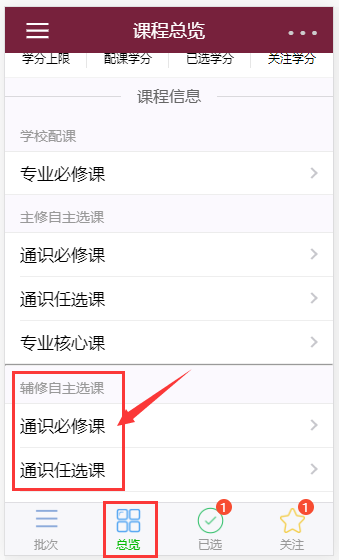 课程总览
学分上限 配课学分 已选学分 关注学分
课程信息
学校配课
专业必修课
主修自主选课
通识必修课
通识任选课
专业核心课
辅修自主选课
通识必修课
通识任选课
1 1
批次 总览 已选 关注